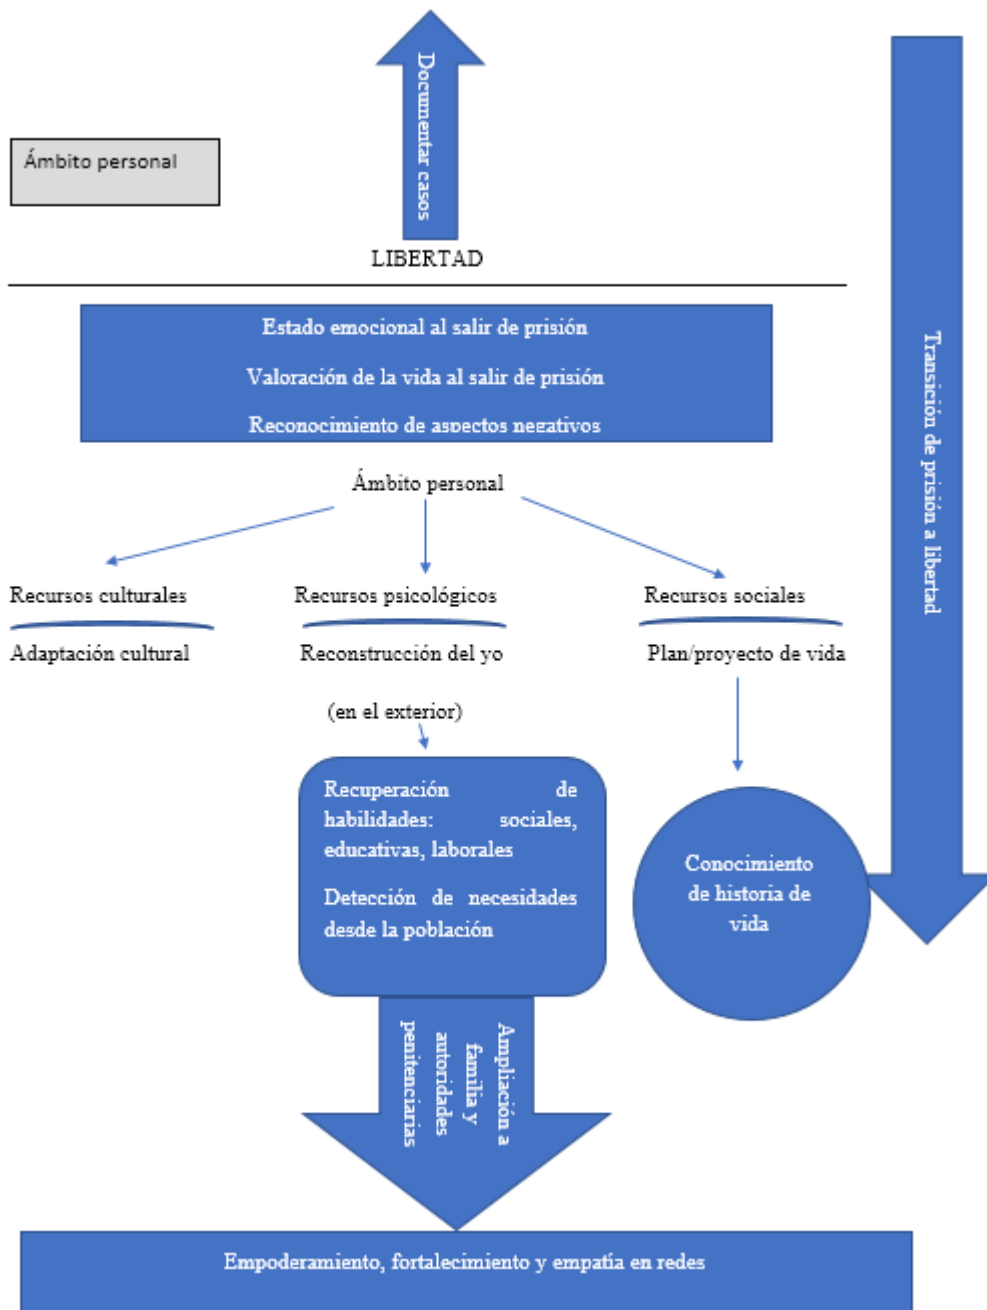 Documentar casos
Ámbito personal
LIBERTAD
Estado emocional al salir de prisión
Valoración de la vida al salir de prisión
Reconocimiento de aspectos negativos
Transición de prisión a libertad
Ámbito personal
Recursos culturales
Recursos psicológicos
Recursos sociales
Adaptación cultural
Reconstrucción del yo
Plan/proyecto de vida
(en el exterior)
Recuperación de
habilidades: sociales,
educativas, laborales
Detección de necesidades
desde la población
Conocimiento
de historia de
vida
Ampliación a
familia y
autoridades
penitenciarias
Empoderamiento, fortalecimiento y empatía en redes